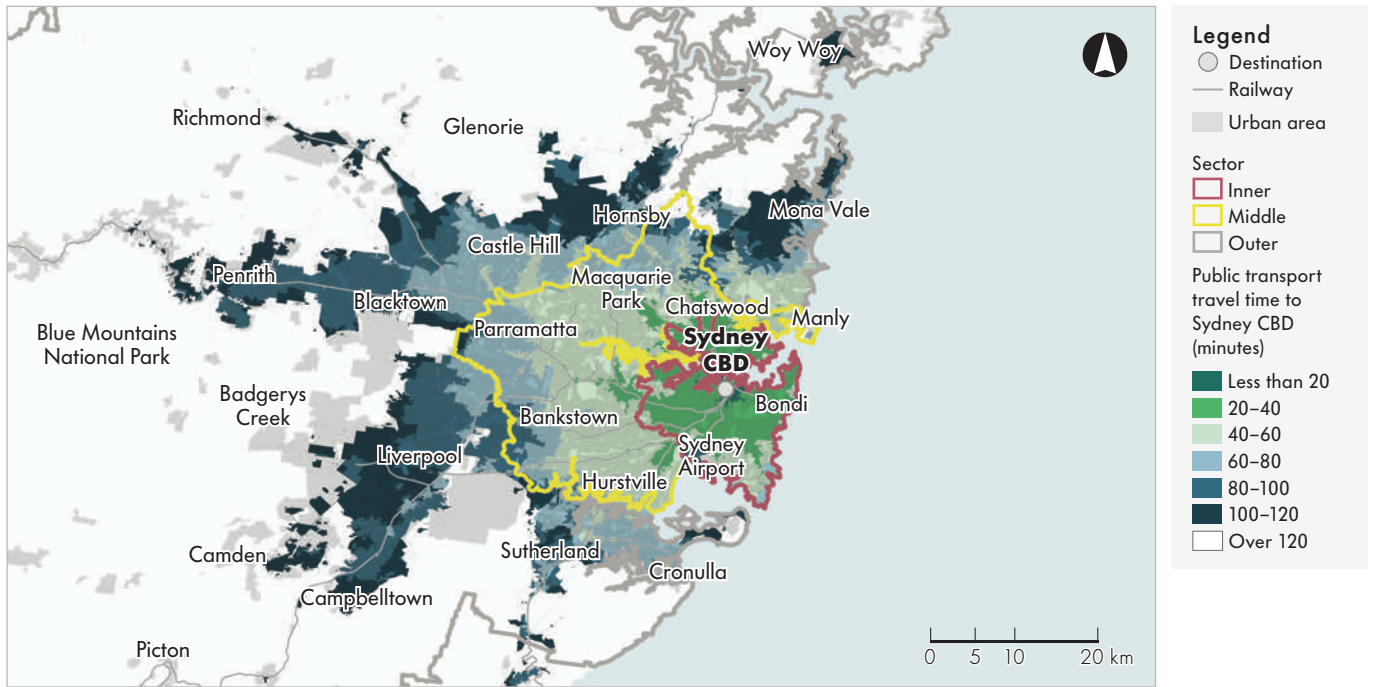 Woy Woy
Richmond
Glenorie
Hornsby
Mona Vale
Castle Hill
Penrith
Macquarie
Park
Blacktown
Chatswood
Manly
Parramatta
Sydney
CBD
Blue Mountains
National Park
Badgerys
Creek
Bondi
Bankstown
Sydney
Airport
Liverpool
Hurstville
Camden
Sutherland
Cronulla
Campbelltown
Picton
0 5 10 20 km
Legend
Destination
Railway
Urban area
Sector
Inner
Middle
Outer
Public transport
travel time to
Sydney CBD
(minutes)
Less than 20
20–40
40–60
60–80
80–100
100–120
Over 120